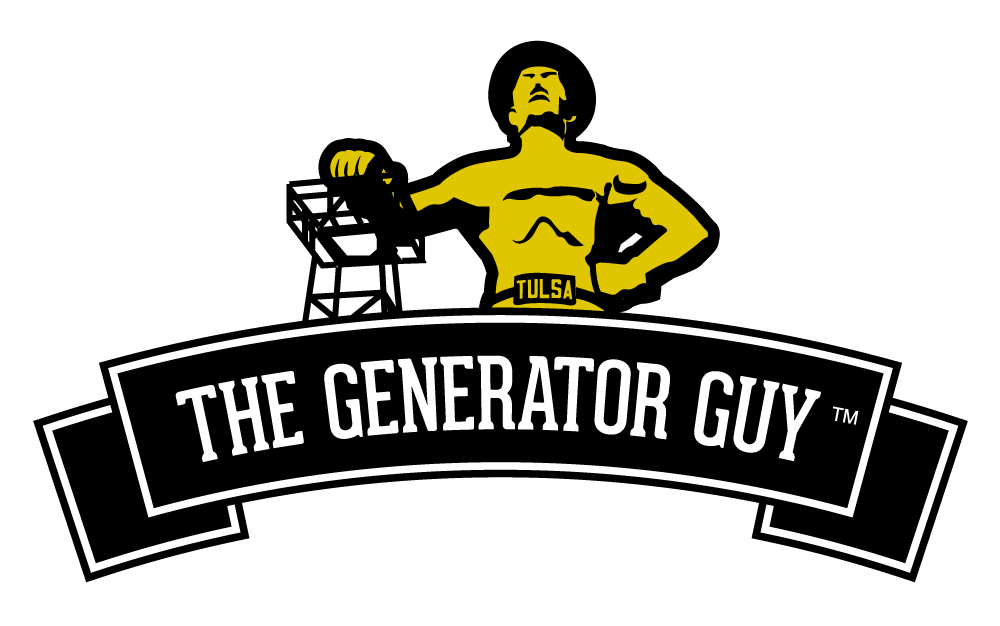 TULSA
THE GENERATOR GUY ™